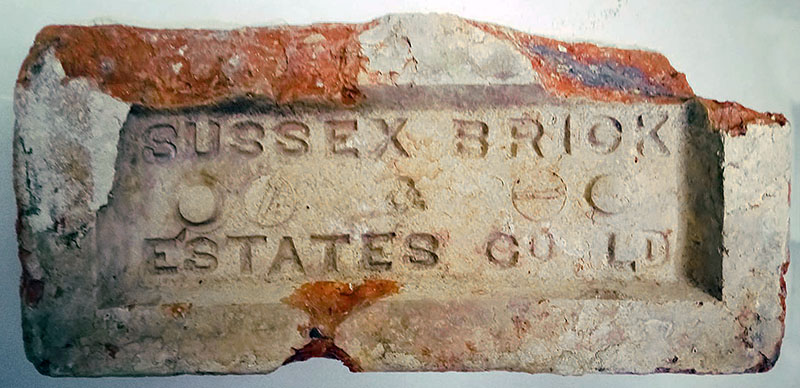 SUSSEX BRICK
&
ESTATES CO LD